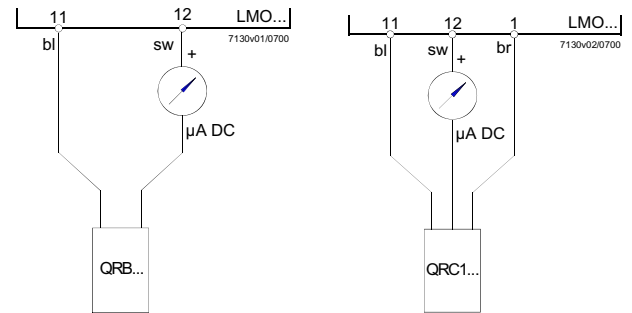 11 12 LMO...
7130v01/0700
bl sw
+
µA DC
QRB...
11 12 1 LMO...
7130v02/0700
bl sw br
+
µA DC
QRC1...